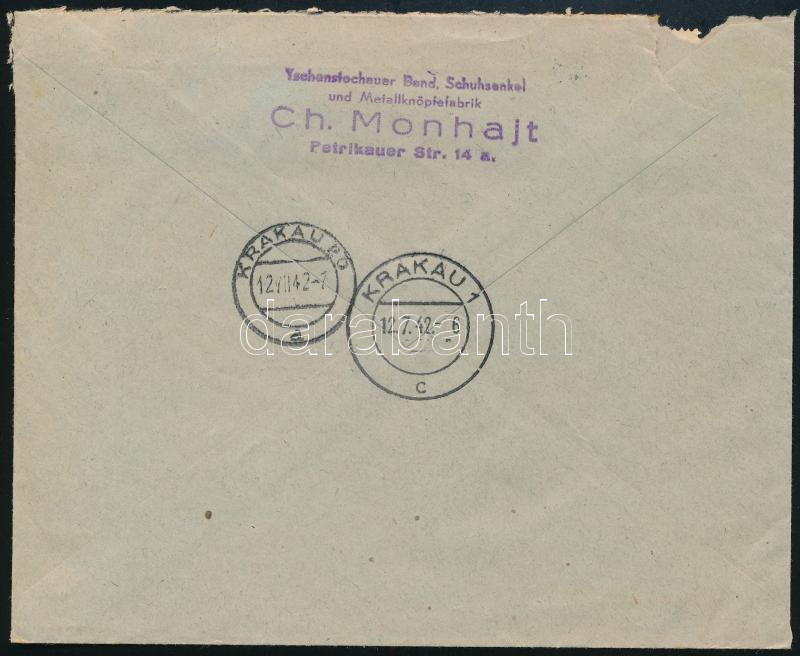 Tschenstochauer Band, Schuhsenkel
und Metallknöpfefabrik
Ch. Monhajt
Petrikauer Str. 14 a.
KRAKAU
12.VII.42-7
a
KRAKAU 1
12.7.42.- 6
c
darabanth